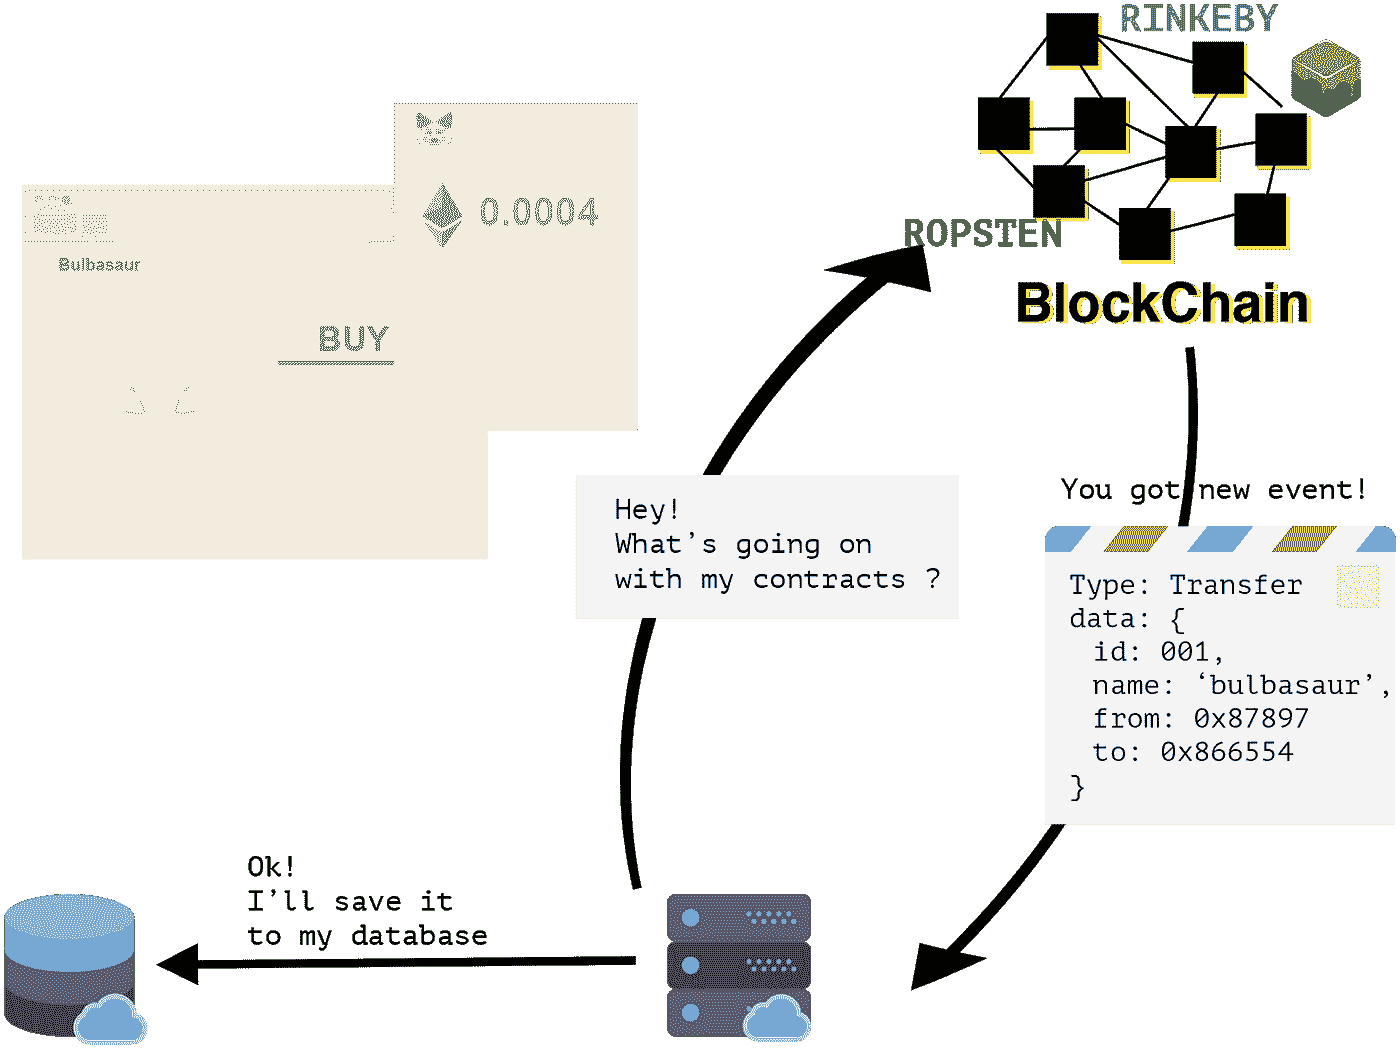 RINKEBY
0.0004
ROPSTEN
Bulbasaur
BlockChain
BUY
You got new event!
Hey!
What’s going on
with my contracts ?
Type: Transfer
data: {
id: 001,
name: ‘bulbasaur’,
from: 0x87897
to: 0x866554
}
Ok!
I’ll save it
to my database